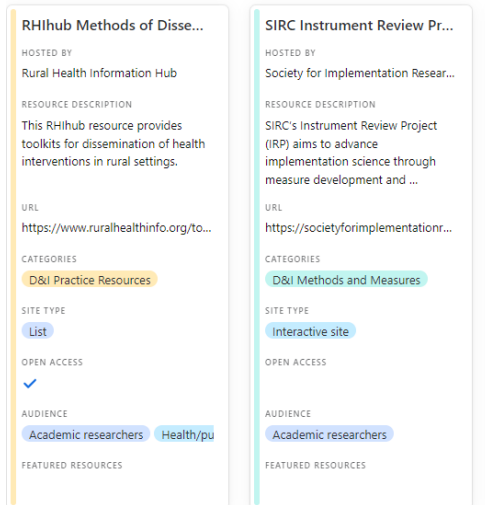 RHIhub Methods of Disse...
HOSTED BY
Rural Health Information Hub
RESOURCE DESCRIPTION
This RHIhub resource provides
toolkits for dissemination of health
interventions in rural settings.
URL
https://www.ruralhealthinfo.org/to...
CATEGORIES
D&I Practice Resources
SITE TYPE
List
OPEN ACCESS
AUDIENCE
Academic researchers Health/pu
FEATURED RESOURCES
SIRC Instrument Review Pr...
HOSTED BY
Society for Implementation Resear...
RESOURCE DESCRIPTION
SIRC's Instrument Review Project
(IRP) aims to advance
implementation science through
measure development and ...
URL
https://societyforimplementationr...
CATEGORIES
D&I Methods and Measures
SITE TYPE
Interactive site
OPEN ACCESS
AUDIENCE
Academic researchers
FEATURED RESOURCES